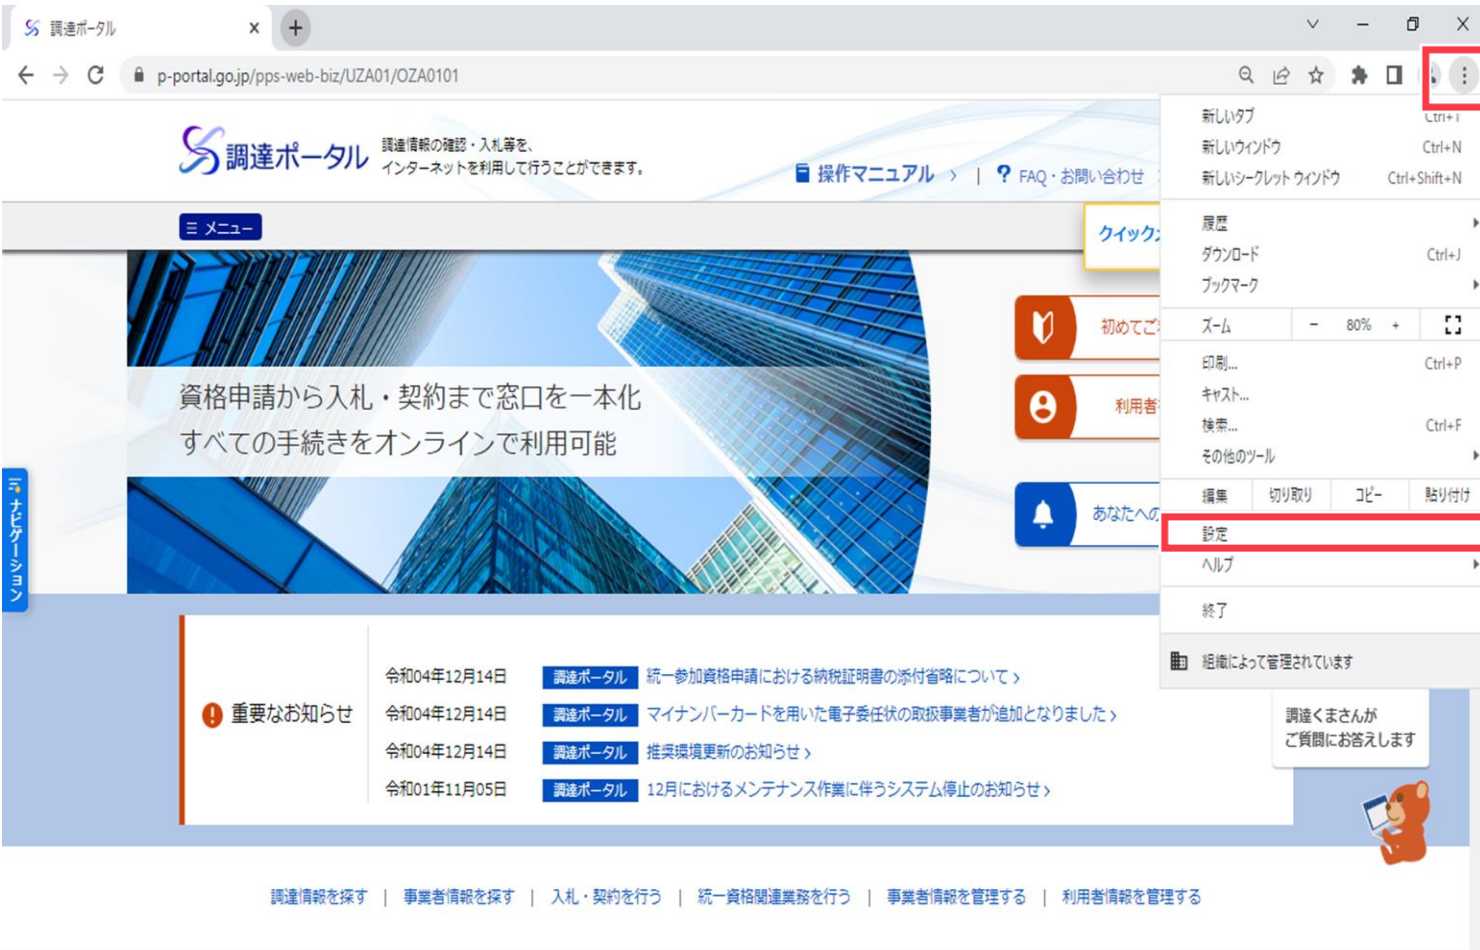 調達ポータル
p-portal.go.jp/pps-web-biz/UZA01/OZA0101
調達ポータル
調達情報の確認・入札等を、
インターネットを利用して行うことができます。
操作マニュアル
FAQ・お問い合わせ
メニュー
クイック
資格申請から入札・契約まで窓口を一本化
すべての手続きをオンラインで利用可能
初めてご
利用者
あなたへの
ナビゲーション
新しいタブ Ctrl+T
新しいウィンドウ Ctrl+N
新しいシークレット ウィンドウ Ctrl+Shift+N
履歴
ダウンロード Ctrl+J
ブックマーク
ズーム - 80% +
印刷... Ctrl+P
キャスト...
検索... Ctrl+F
その他のツール
編集 切り取り コピー 貼り付け
設定
ヘルプ
終了
組織によって管理されています
重要なお知らせ
令和04年12月14日 調達ポータル 統一参加資格申請における納税証明書の添付省略について
令和04年12月14日 調達ポータル マイナンバーカードを用いた電子委任状の取扱事業者が追加となりました
令和04年12月14日 調達ポータル 推奨環境更新のお知らせ
令和01年11月05日 調達ポータル 12月におけるメンテナンス作業に伴うシステム停止のお知らせ
調達くまさんが
ご質問にお答えします
調達情報を探す | 事業者情報を探す | 入札・契約を行う | 統一資格関連業務を行う | 事業者情報を管理する | 利用者情報を管理する